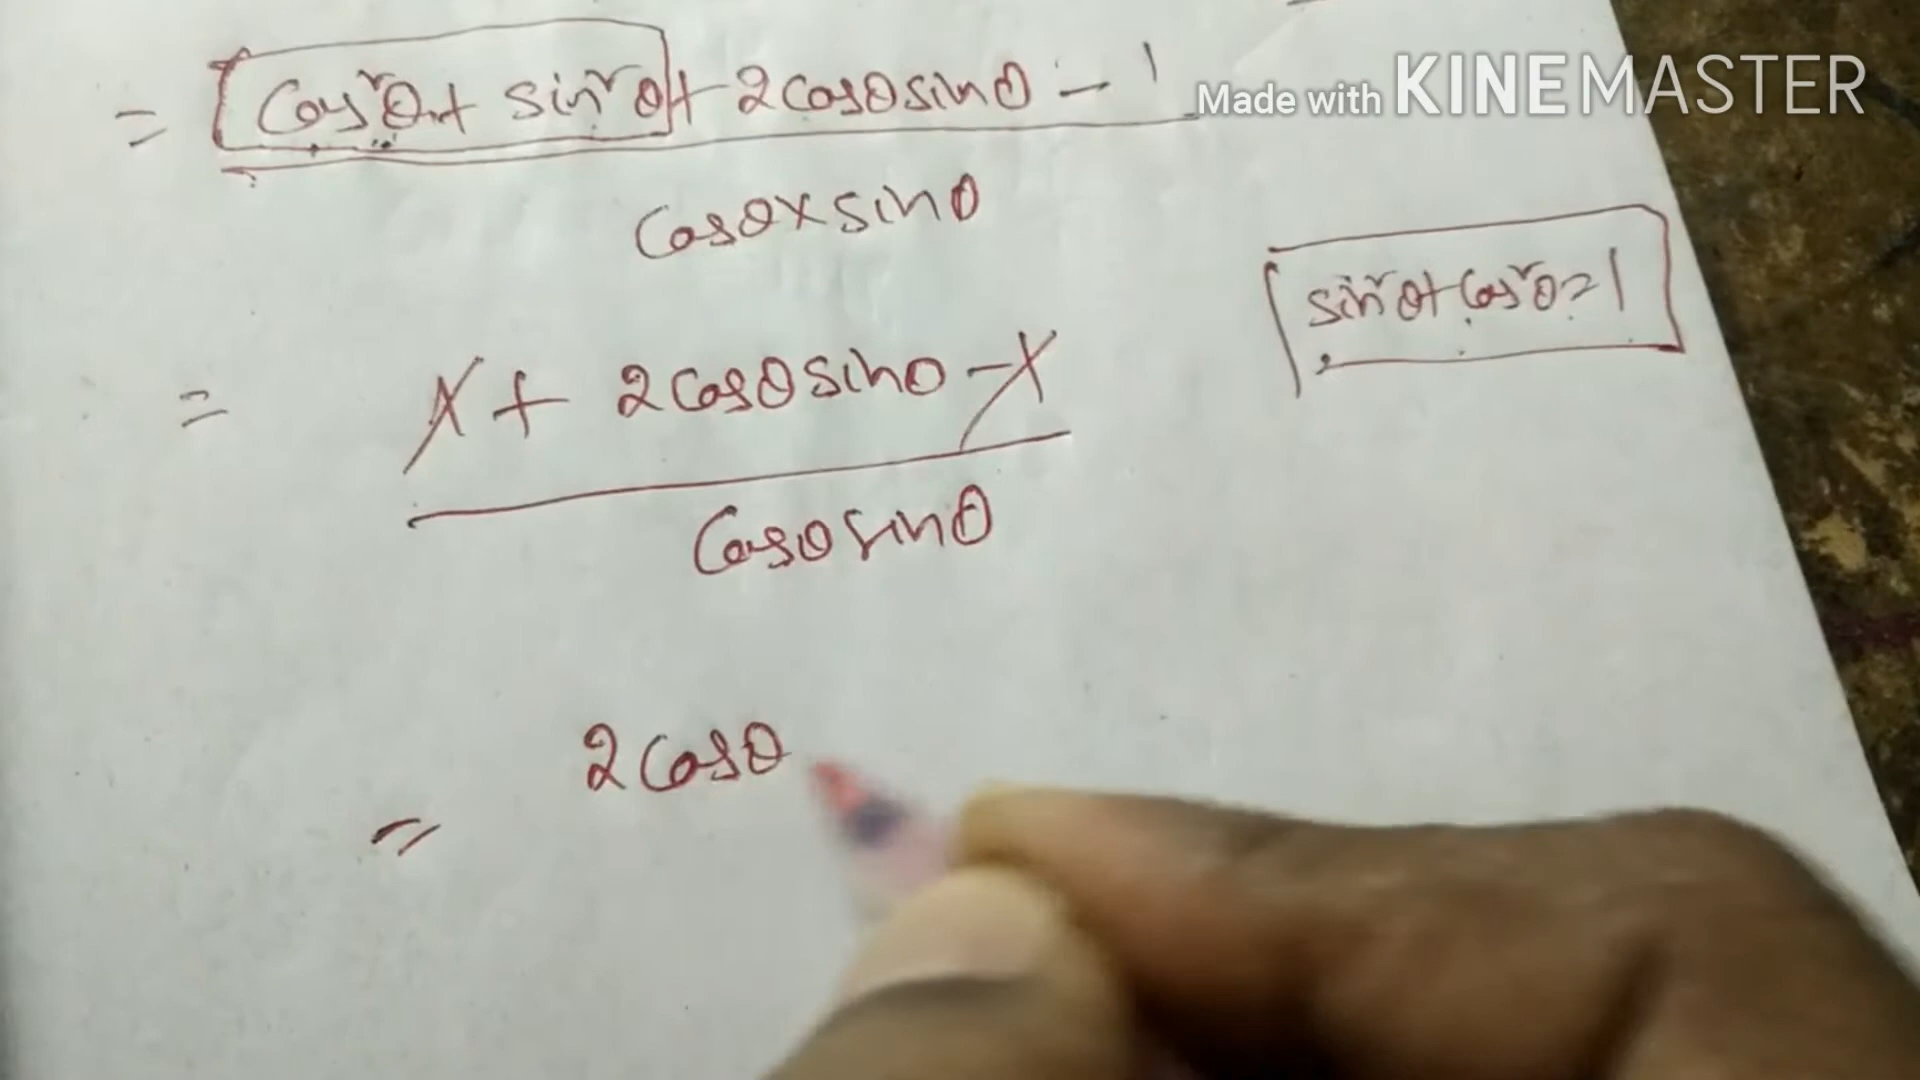 = cos²θ + sin²θ + 2cosθsinθ - 1
Made with KINEMASTER
cosθ×sinθ
sin²θ+cos²θ=1
= 1 + 2cosθsinθ - 1
cosθsinθ
= 2cosθ